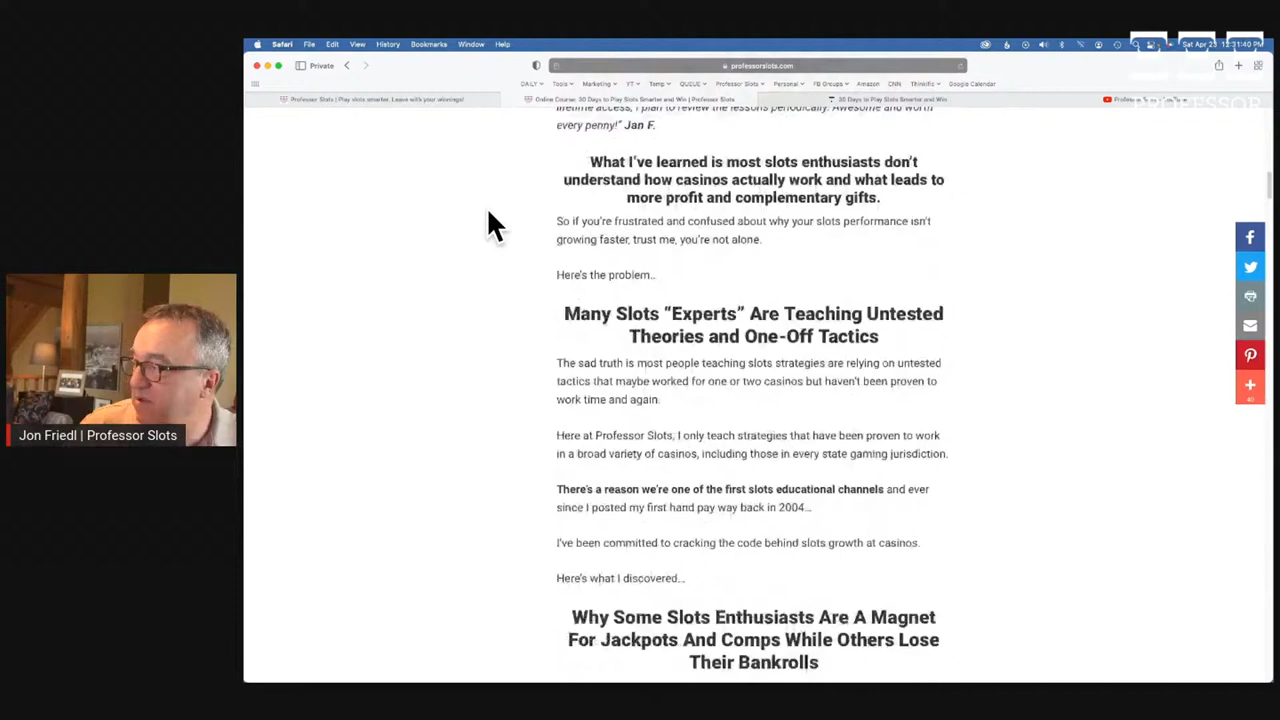 Safari File Edit View History Bookmarks Window Help
Sat Apr 23 12:31:40 PM
Private
professorslots.com
DAILY Tools Marketing YT Temp QUEUE Professor Slots Personal FB Groups Amazon CNN Thinkific Google Calendar
Professor Slots | Play slots smarter, Leave with your winnings!
Online Course: 30 Days to Play Slots Smarter and Win | Professor Slots
30 Days to Play Slots Smarter and Win
PROFESSOR
lifetime access, I plan to review the lessons periodically. Awesome and worth
every penny!” Jan F.
What I’ve learned is most slots enthusiasts don’t
understand how casinos actually work and what leads to
more profit and complementary gifts.
So if you’re frustrated and confused about why your slots performance isn’t
growing faster, trust me, you’re not alone.
Here’s the problem…
Many Slots “Experts” Are Teaching Untested
Theories and One-Off Tactics
The sad truth is most people teaching slots strategies are relying on untested
tactics that maybe worked for one or two casinos but haven’t been proven to
work time and again.
Here at Professor Slots, I only teach strategies that have been proven to work
in a broad variety of casinos, including those in every state gaming jurisdiction.
There’s a reason we’re one of the first slots educational channels and ever
since I posted my first hand pay way back in 2004…
I’ve been committed to cracking the code behind slots growth at casinos.
Here’s what I discovered…
Why Some Slots Enthusiasts Are A Magnet
For Jackpots And Comps While Others Lose
Their Bankrolls
40
Jon Friedl | Professor Slots